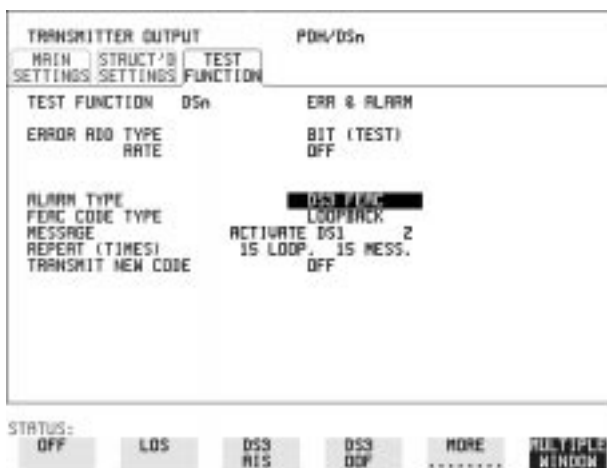 TRANSMITTER OUTPUT PDH/DSn
MAIN SETTINGS STRUCT'D SETTINGS TEST FUNCTION
TEST FUNCTION DSn ERR & ALARM
ERROR ADD TYPE BIT (TEST)
RATE OFF
ALARM TYPE DS3 FEAC
FEAC CODE TYPE LOOPBACK
MESSAGE ACTIVATE DS1 2
REPEAT (TIMES) 15 LOOP, 15 MESS.
TRANSMIT NEW CODE OFF
STATUS:
OFF LOS DS3 AIS DS3 OOF MORE ........ MULTIPLE WINDOW